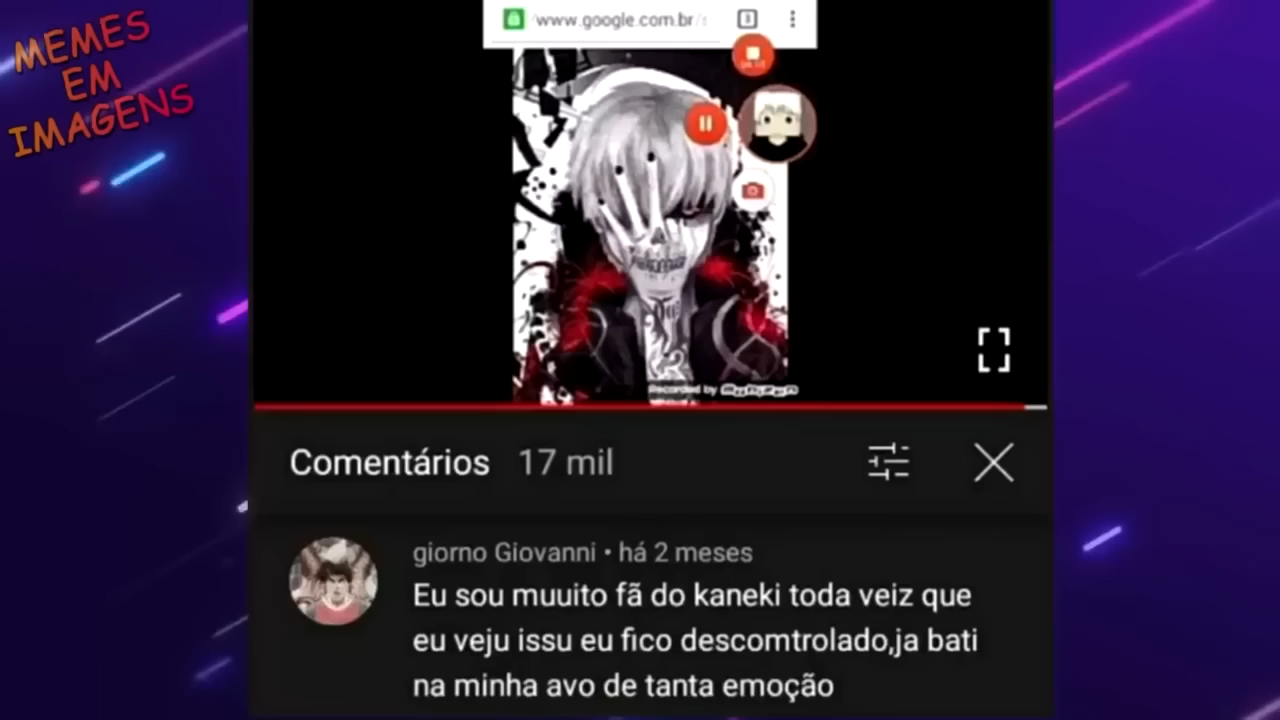 MEMES
EM
IMAGENS
www.google.com.br/
Recorded by
Comentários 17 mil
giorno Giovanni • há 2 meses
Eu sou muuito fã do kaneki toda veiz que
eu veju issu eu fico descomtrolado,ja bati
na minha avo de tanta emoção